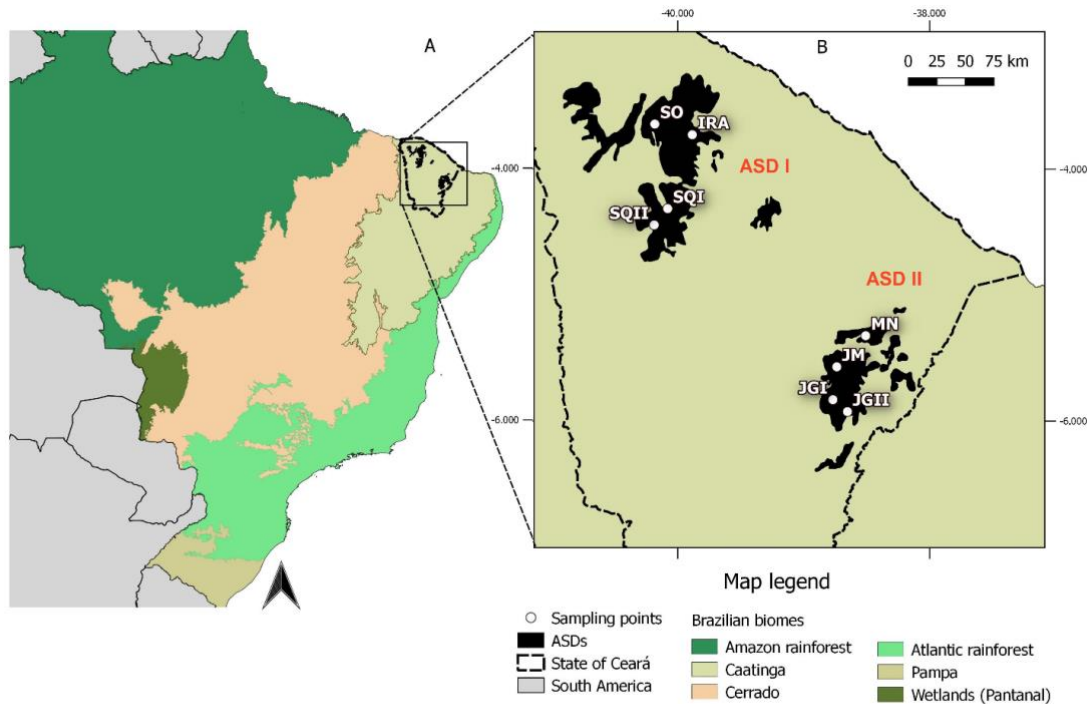 A
B
-40.000
-38.000
0 25 50 75 km
SO
IRA
ASD I
-4.000
-4.000
SQI
SQII
ASD II
MN
JM
JGI
JGII
-6.000
-6.000
Map legend
Sampling points
ASDs
State of Ceará
South America
Brazilian biomes
Amazon rainforest
Caatinga
Cerrado
Atlantic rainforest
Pampa
Wetlands (Pantanal)